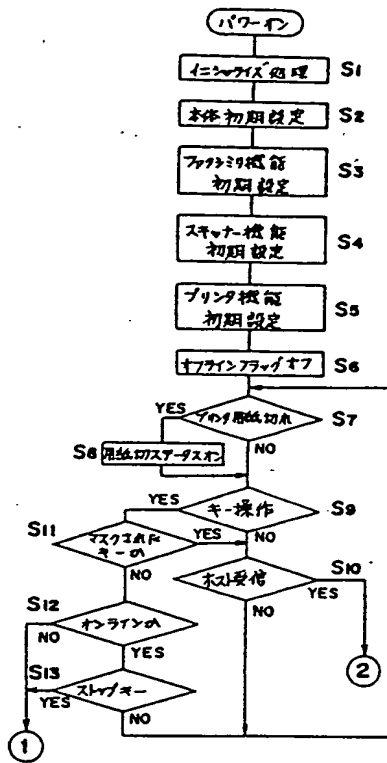 パワーオン
イニシャライズ処理 S1
本体初期設定 S2
ファクシミリ機能
初期設定 S3
スキャナー機能
初期設定 S4
プリンタ機能
初期設定 S5
オフラインフラグオフ S6
YES プリンタ用紙切れ S7
NO
S8 用紙切ステータスオン
YES キー操作 S9
NO
S11 マスクされた
キーか YES
NO
ホスト受信 S10
YES
NO
S12 オンラインか
NO YES
S13 ストップキー
YES NO
1
2